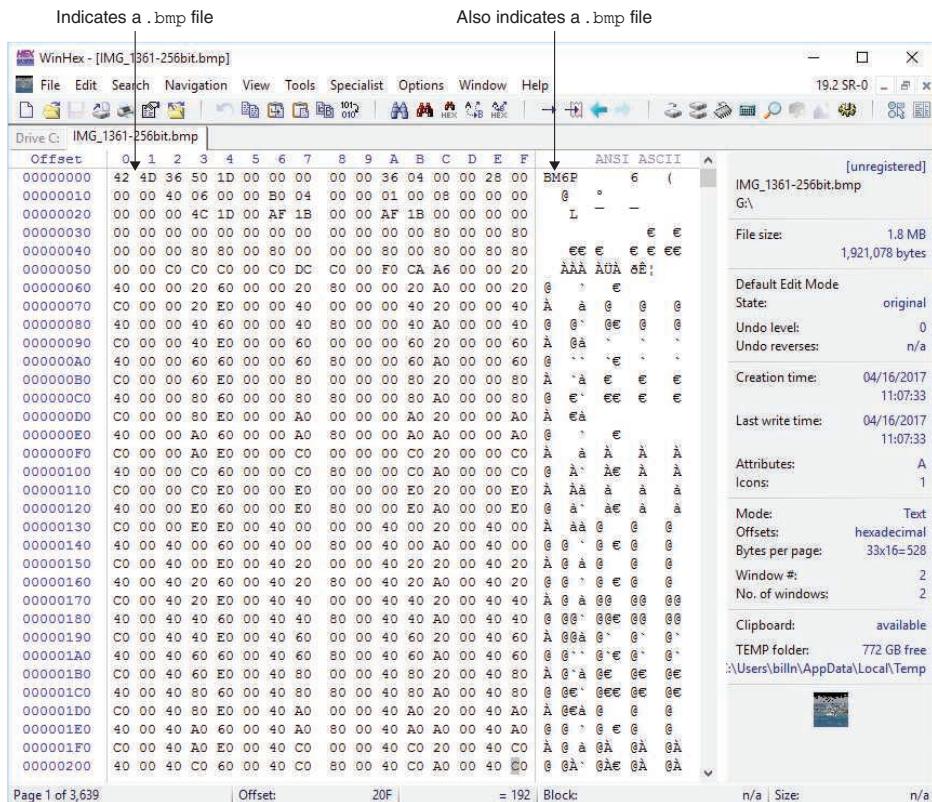 Indicates a .bmp file
Also indicates a .bmp file
WinHex - [IMG_1361-256bit.bmp]
File Edit Search Navigation View Tools Specialist Options Window Help
19.2 SR-0
Drive C: IMG_1361-256bit.bmp
Offset 0 1 2 3 4 5 6 7 8 9 A B C D E F ANSI ASCII
00000000 42 4D 36 50 1D 00 00 00 00 00 36 04 00 00 28 00 BM6P 6 (
00000010 00 00 40 06 00 00 B0 04 00 00 01 00 08 00 00 00 @ °
00000020 00 00 00 4C 1D 00 AF 1B 00 00 AF 1B 00 00 00 00 L ¯ ¯
00000030 00 00 00 00 00 00 00 00 00 00 00 00 80 00 00 80 € €
00000040 00 00 00 80 80 00 80 00 00 00 80 00 80 00 80 80 €€ € € € €€
00000050 00 00 C0 C0 C0 00 C0 DC C0 00 F0 CA A6 00 00 20 ÀÀÀ ÀÜÀ ðÊ¦
00000060 40 00 00 20 60 00 00 20 80 00 00 20 A0 00 00 20 @ ` €
00000070 C0 00 00 20 E0 00 00 40 00 00 00 40 20 00 00 40 À à @ @ @
00000080 40 00 00 40 60 00 00 40 80 00 00 40 A0 00 00 40 @ @` @€ @ @
00000090 C0 00 00 40 E0 00 00 60 00 00 00 60 20 00 00 60 À @à ` ` `
000000A0 40 00 00 60 60 00 00 60 80 00 00 60 A0 00 00 60 @ `` `€ ` `
000000B0 C0 00 00 60 E0 00 00 80 00 00 00 80 20 00 00 80 À `à € € €
000000C0 40 00 00 80 60 00 00 80 80 00 00 80 A0 00 00 80 @ €` €€ € €
000000D0 C0 00 00 80 E0 00 00 A0 00 00 00 A0 20 00 00 A0 À €à
000000E0 40 00 00 A0 60 00 00 A0 80 00 00 A0 A0 00 00 A0 @ ` €
000000F0 C0 00 00 A0 E0 00 00 C0 00 00 00 C0 20 00 00 C0 À à À À À
00000100 40 00 00 C0 60 00 00 C0 80 00 00 C0 A0 00 00 C0 @ À` À€ À À
00000110 C0 00 00 C0 E0 00 00 E0 00 00 00 E0 20 00 00 E0 À Àà à à à
00000120 40 00 00 E0 60 00 00 E0 80 00 00 E0 A0 00 00 E0 @ à` à€ à à
00000130 C0 00 00 E0 E0 00 40 00 00 00 40 00 20 00 40 00 À àà @ @ @
00000140 40 00 40 00 60 00 40 00 80 00 40 00 A0 00 40 00 @ @ ` @ € @ @
00000150 C0 00 40 00 E0 00 40 20 00 00 40 20 20 00 40 20 À @ à @ @ @
00000160 40 00 40 20 60 00 40 20 80 00 40 20 A0 00 40 20 @ @ ` @ € @ @
00000170 C0 00 40 20 E0 00 40 40 00 00 40 40 20 00 40 40 À @ à @@ @@ @@
00000180 40 00 40 40 60 00 40 40 80 00 40 40 A0 00 40 40 @ @@` @@€ @@ @@
00000190 C0 00 40 40 E0 00 40 60 00 00 40 60 20 00 40 60 À @@à @` @` @`
000001A0 40 00 40 60 60 00 40 60 80 00 40 60 A0 00 40 60 @ @`` @`€ @` @`
000001B0 C0 00 40 60 E0 00 40 80 00 00 40 80 20 00 40 80 À @`à @€ @€ @€
000001C0 40 00 40 80 60 00 40 80 80 00 40 80 A0 00 40 80 @ @€` @€€ @€ @€
000001D0 C0 00 40 80 E0 00 40 A0 00 00 40 A0 20 00 40 A0 À @€à @ @ @
000001E0 40 00 40 A0 60 00 40 A0 80 00 40 A0 A0 00 40 A0 @ @ ` @ € @ @
000001F0 C0 00 40 A0 E0 00 40 C0 00 00 40 C0 20 00 40 C0 À @ à @À @À @À
00000200 40 00 40 C0 60 00 40 C0 80 00 40 C0 A0 00 40 C0 @ @À` @À€ @À @À
[unregistered]
IMG_1361-256bit.bmp
G:\
File size: 1.8 MB
1,921,078 bytes
Default Edit Mode
State: original
Undo level: 0
Undo reverses: n/a
Creation time: 04/16/2017
11:07:33
Last write time: 04/16/2017
11:07:33
Attributes: A
Icons: 1
Mode: Text
Offsets: hexadecimal
Bytes per page: 33x16=528
Window #: 2
No. of windows: 2
Clipboard: available
TEMP folder: 772 GB free
:\Users\billn\AppData\Local\Temp
Page 1 of 3,639 Offset: 20F = 192 Block: n/a Size: n/a